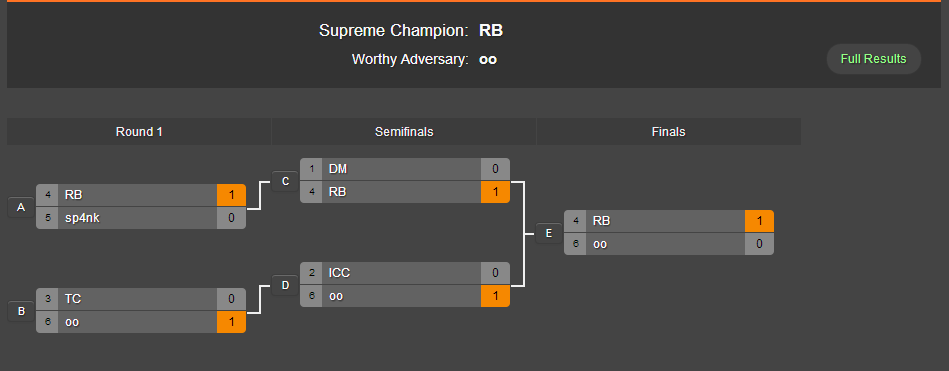 Supreme Champion: RB
Worthy Adversary: oo
Full Results
Round 1 Semifinals Finals
A
4 RB 1
5 sp4nk 0
B
3 TC 0
6 oo 1
C
1 DM 0
4 RB 1
D
2 ICC 0
6 oo 1
E
4 RB 1
6 oo 0